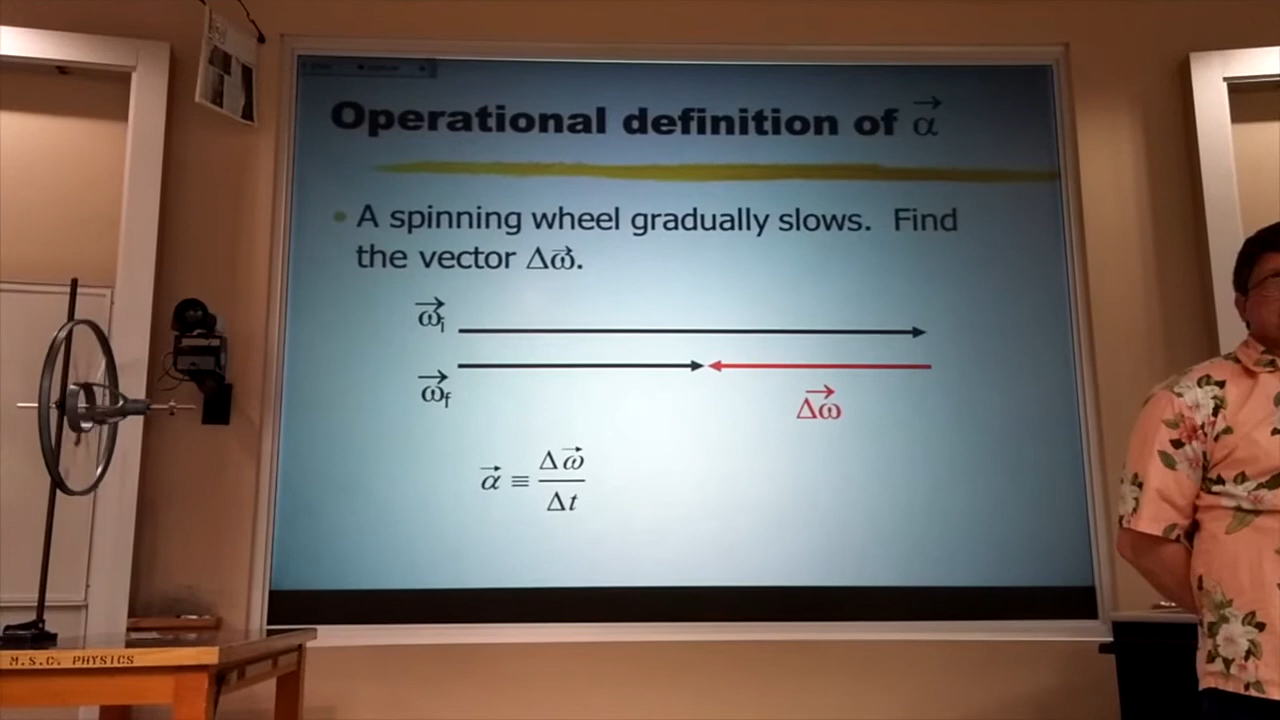 Operational definition of α⃗
A spinning wheel gradually slows. Find
the vector Δω⃗.
ω⃗i
ω⃗f
Δω⃗
α⃗ ≡ Δω⃗ / Δt
M.S.C. PHYSICS